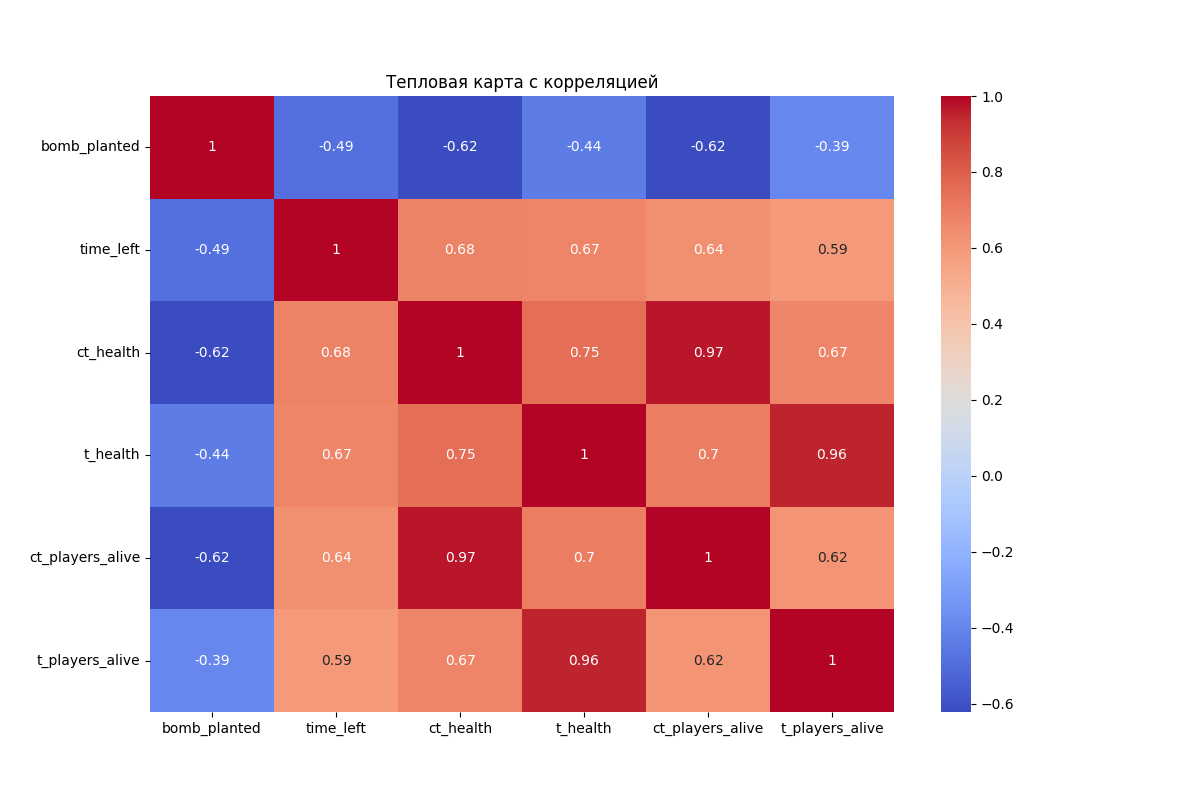 Тепловая карта с корреляцией
bomb_planted 1 -0.49 -0.62 -0.44 -0.62 -0.39
time_left -0.49 1 0.68 0.67 0.64 0.59
ct_health -0.62 0.68 1 0.75 0.97 0.67
t_health -0.44 0.67 0.75 1 0.7 0.96
ct_players_alive -0.62 0.64 0.97 0.7 1 0.62
t_players_alive -0.39 0.59 0.67 0.96 0.62 1
bomb_planted time_left ct_health t_health ct_players_alive t_players_alive
1.0
0.8
0.6
0.4
0.2
0.0
−0.2
−0.4
−0.6